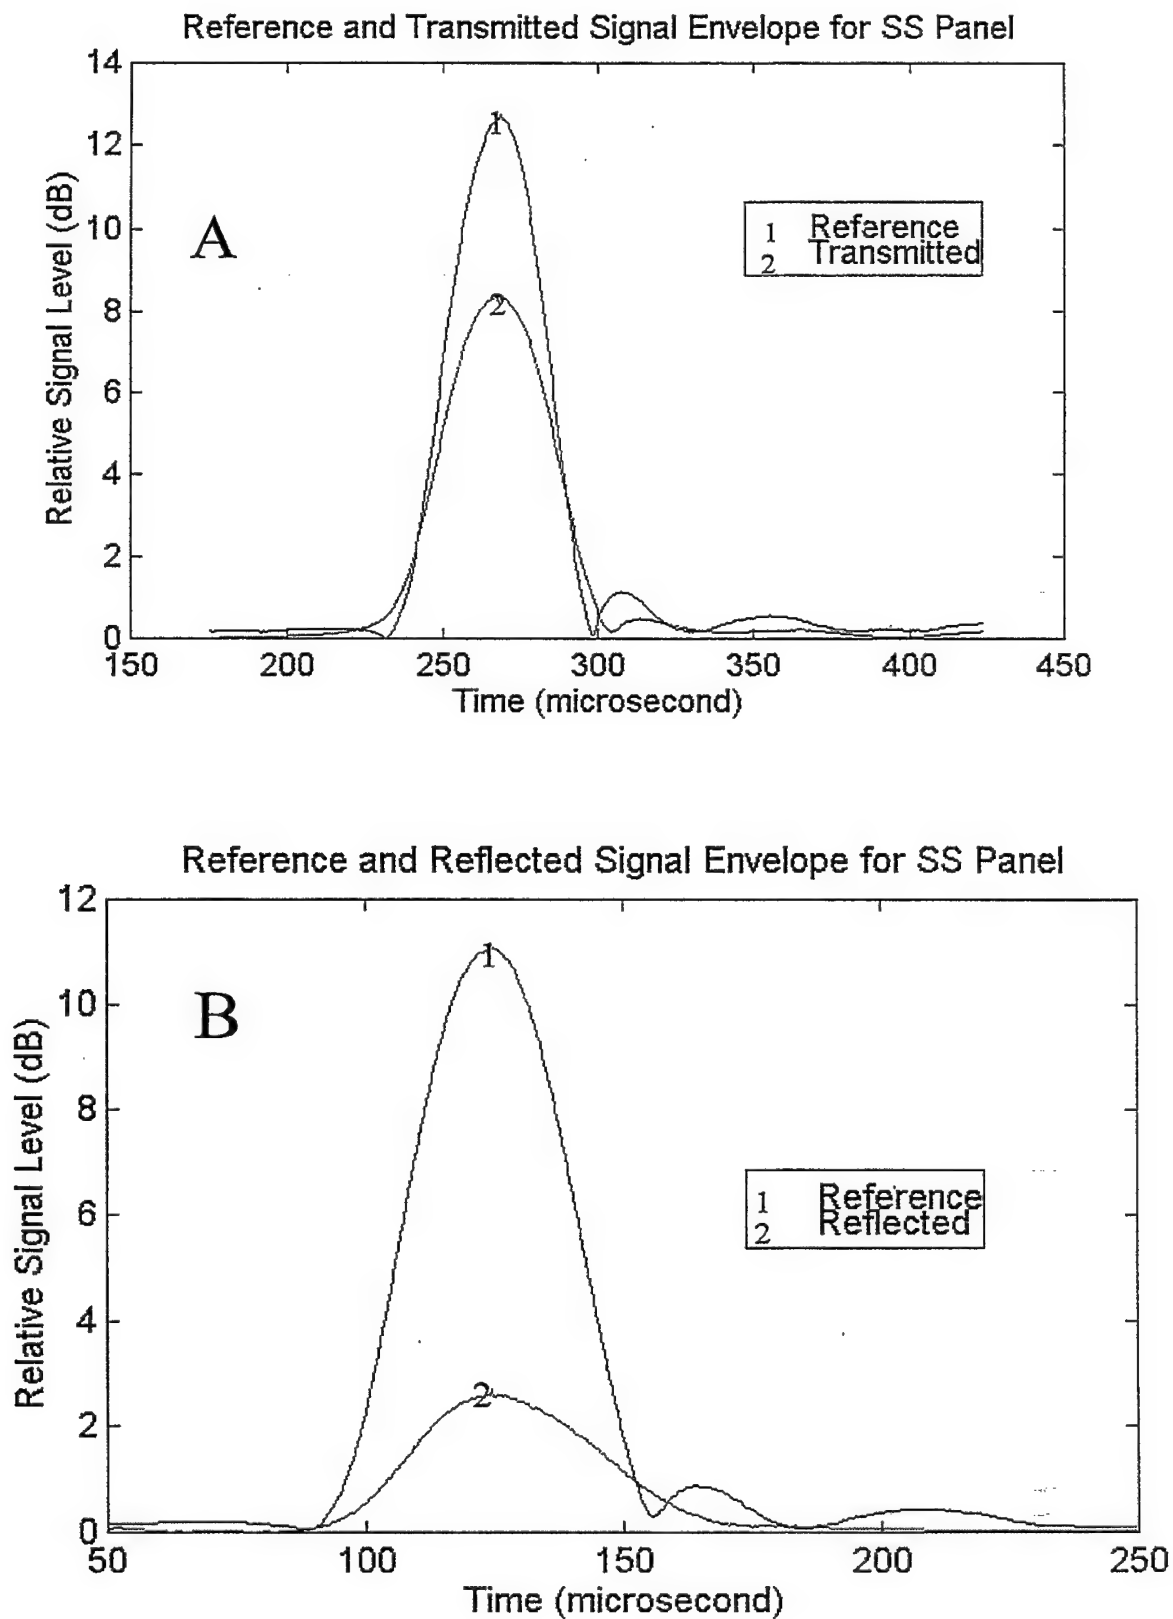 Reference and Transmitted Signal Envelope for SS Panel
14
12
10
8
6
4
2
0
Relative Signal Level (dB)
A
1
2
1 Reference
2 Transmitted
150 200 250 300 350 400 450
Time (microsecond)
Reference and Reflected Signal Envelope for SS Panel
12
10
8
6
4
2
0
Relative Signal Level (dB)
B
1
2
1 Reference
2 Reflected
50 100 150 200 250
Time (microsecond)